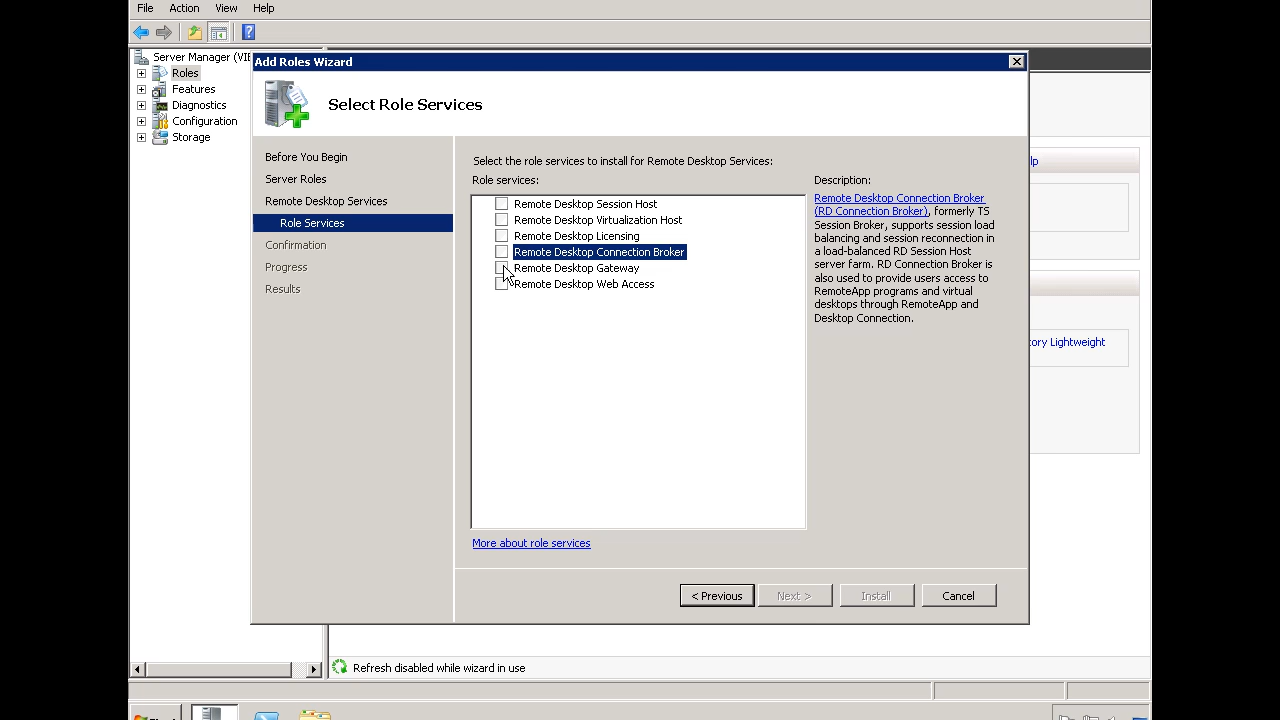 File Action View Help
Server Manager (VI
Roles
Features
Diagnostics
Configuration
Storage
Add Roles Wizard
Select Role Services
Before You Begin
Server Roles
Remote Desktop Services
Role Services
Confirmation
Progress
Results
Select the role services to install for Remote Desktop Services:
Role services:
Remote Desktop Session Host
Remote Desktop Virtualization Host
Remote Desktop Licensing
Remote Desktop Connection Broker
Remote Desktop Gateway
Remote Desktop Web Access
More about role services
Description:
Remote Desktop Connection Broker
(RD Connection Broker), formerly TS
Session Broker, supports session load
balancing and session reconnection in
a load-balanced RD Session Host
server farm. RD Connection Broker is
also used to provide users access to
RemoteApp programs and virtual
desktops through RemoteApp and
Desktop Connection.
< Previous Next > Install Cancel
lp
tory Lightweight
Refresh disabled while wizard in use